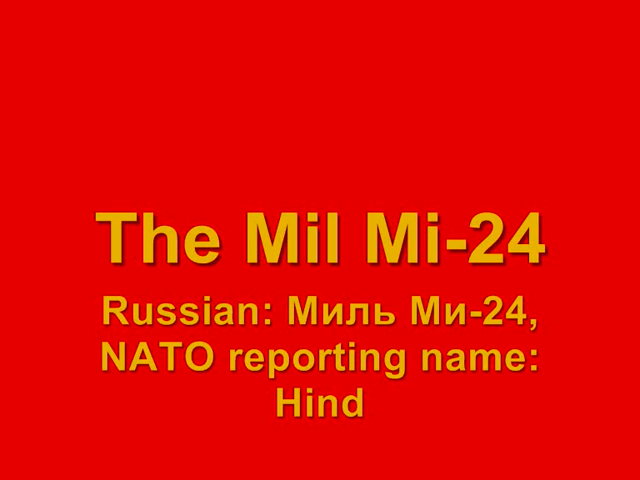 The Mil Mi-24
Russian: Миль Ми-24,
NATO reporting name:
Hind